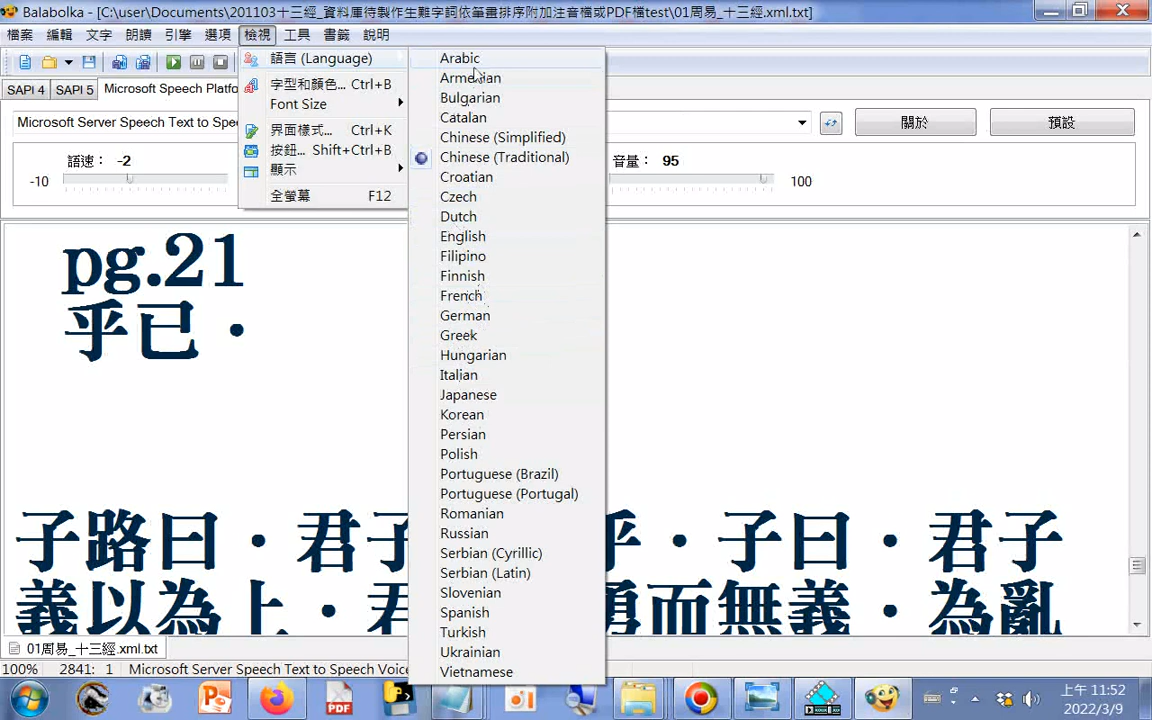 Balabolka - [C:\user\Documents\201103十三經_資料庫待製作生難字詞依筆畫排序附加注音檔或PDF檔test\01周易_十三經.xml.txt]
檔案 編輯 文字 朗讀 引擎 選項 檢視 工具 書籤 說明
語言 (Language)
字型和顏色... Ctrl+B
Font Size
界面樣式... Ctrl+K
按鈕... Shift+Ctrl+B
顯示
全螢幕 F12
Arabic
Armenian
Bulgarian
Catalan
Chinese (Simplified)
Chinese (Traditional)
Croatian
Czech
Dutch
English
Filipino
Finnish
French
German
Greek
Hungarian
Italian
Japanese
Korean
Persian
Polish
Portuguese (Brazil)
Portuguese (Portugal)
Romanian
Russian
Serbian (Cyrillic)
Serbian (Latin)
Slovenian
Spanish
Turkish
Ukrainian
Vietnamese
SAPI 4 SAPI 5 Microsoft Speech Platfo
Microsoft Server Speech Text to Spe
關於 預設
語速： -2 音量： 95
-10 100
pg.21
乎已．
子路曰．君子 乎．子曰．君子
義以為上．君 勇而無義．為亂
01周易_十三經.xml.txt
100% 2841: 1 Microsoft Server Speech Text to Speech Voice
PDF
上午 11:52
2022/3/9